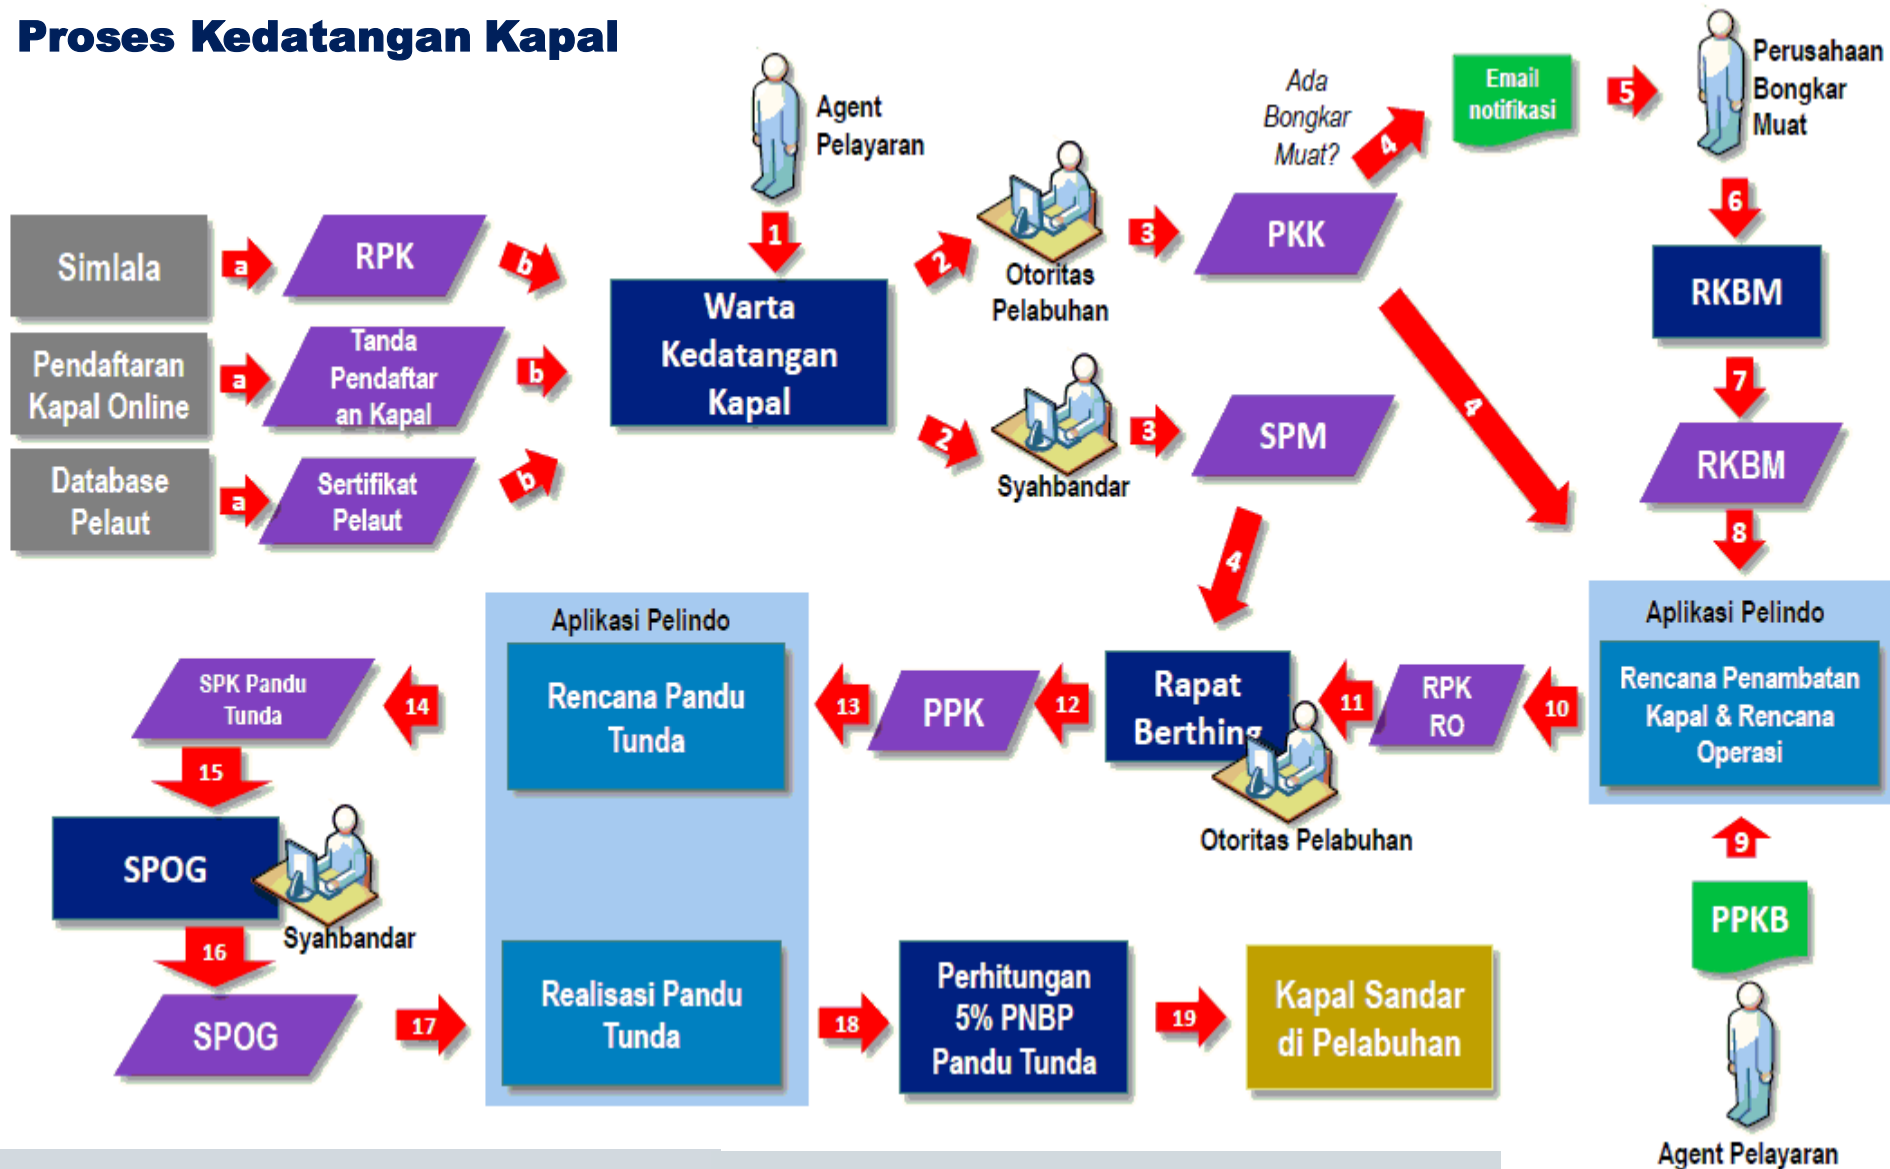 Proses Kedatangan Kapal
Agent
Pelayaran
Ada
Bongkar
Muat?
4
Email
notifikasi
5
Perusahaan
Bongkar
Muat
Simlala
a
RPK
b
1
Pendaftaran
Kapal Online
a
Tanda
Pendaftar
an Kapal
b
Database
Pelaut
a
Sertifikat
Pelaut
b
Warta
Kedatangan
Kapal
2
Otoritas
Pelabuhan
3
PKK
4
2
Syahbandar
3
SPM
4
6
RKBM
7
RKBM
8
Aplikasi Pelindo
Rencana Penambatan
Kapal & Rencana
Operasi
9
PPKB
Agent Pelayaran
10
RPK
RO
11
Rapat
Berthing
Otoritas Pelabuhan
12
PPK
13
Aplikasi Pelindo
Rencana Pandu
Tunda
14
SPK Pandu
Tunda
15
SPOG
Syahbandar
16
SPOG
17
Realisasi Pandu
Tunda
18
Perhitungan
5% PNBP
Pandu Tunda
19
Kapal Sandar
di Pelabuhan